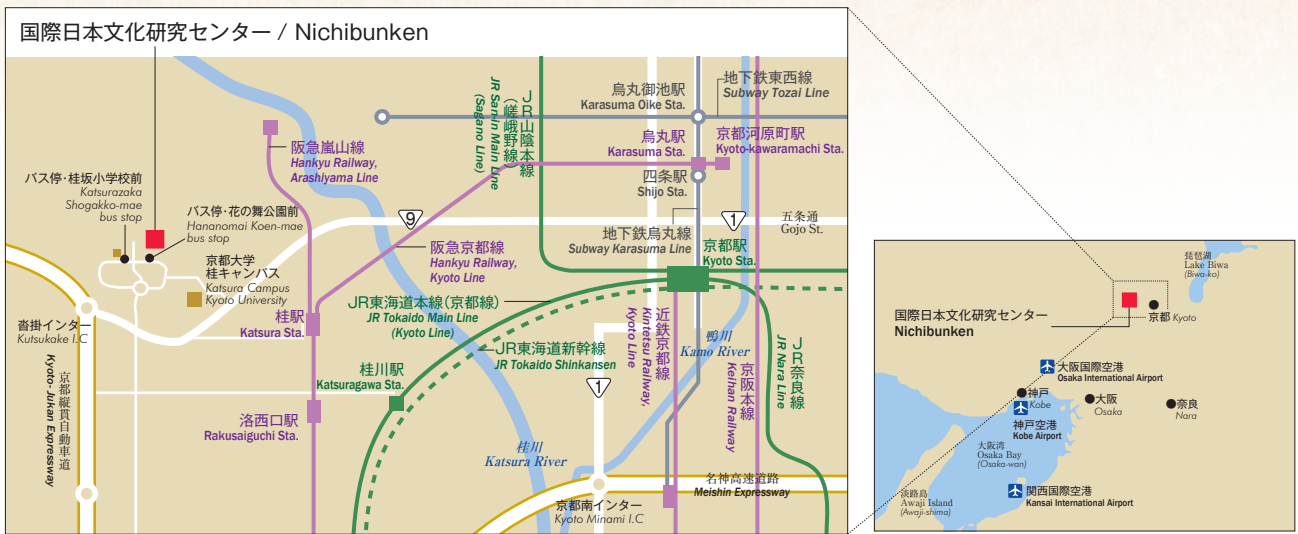 国際日本文化研究センター / Nichibunken
烏丸御池駅
Karasuma Oike Sta.
地下鉄東西線
Subway Tozai Line
JR山陰本線
(嵯峨野線)
JR San-in Main Line
(Sagano Line)
阪急嵐山線
Hankyu Railway,
Arashiyama Line
烏丸駅
Karasuma Sta.
京都河原町駅
Kyoto-kawaramachi Sta.
四条駅
Shijo Sta.
バス停・桂坂小学校前
Katsurazaka
Shogakko-mae
bus stop
バス停・花の舞公園前
Hananomai Koen-mae
bus stop
9
1
五条通
Gojo St.
地下鉄烏丸線
Subway Karasuma Line
阪急京都線
Hankyu Railway,
Kyoto Line
京都駅
Kyoto Sta.
京都大学
桂キャンパス
Katsura Campus
Kyoto University
JR東海道本線(京都線)
JR Tokaido Main Line
(Kyoto Line)
桂駅
Katsura Sta.
沓掛インター
Kutsukake I.C
JR東海道新幹線
JR Tokaido Shinkansen
近鉄京都線
Kintetsu Railway,
Kyoto Line
鴨川
Kamo River
京阪本線
Keihan Railway
JR奈良線
JR Nara Line
桂川駅
Katsuragawa Sta.
1
京都縦貫自動車道
Kyoto-Jukan Expressway
洛西口駅
Rakusaiguchi Sta.
桂川
Katsura River
名神高速道路
Meishin Expressway
京都南インター
Kyoto Minami I.C
琵琶湖
Lake Biwa
(Biwa-ko)
国際日本文化研究センター
Nichibunken
京都 Kyoto
大阪国際空港
Osaka International Airport
神戸
Kobe
神戸空港
Kobe Airport
大阪
Osaka
奈良
Nara
大阪湾
Osaka Bay
(Osaka-wan)
淡路島
Awaji Island
(Awaji-shima)
関西国際空港
Kansai International Airport